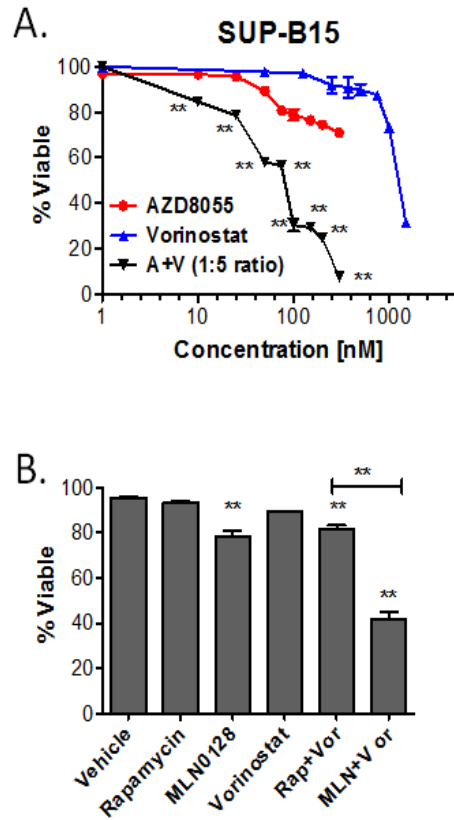 A.
SUP-B15
% Viable
100
80
60
40
20
0
**
**
**
**
**
**
**
**
AZD8055
Vorinostat
A+V (1:5 ratio)
1
10
100
1000
Concentration [nM]
B.
% Viable
100
80
60
40
20
0
**
**
**
**
Vehicle
Rapamycin
MLN0128
Vorinostat
Rap+Vor
MLN+V or